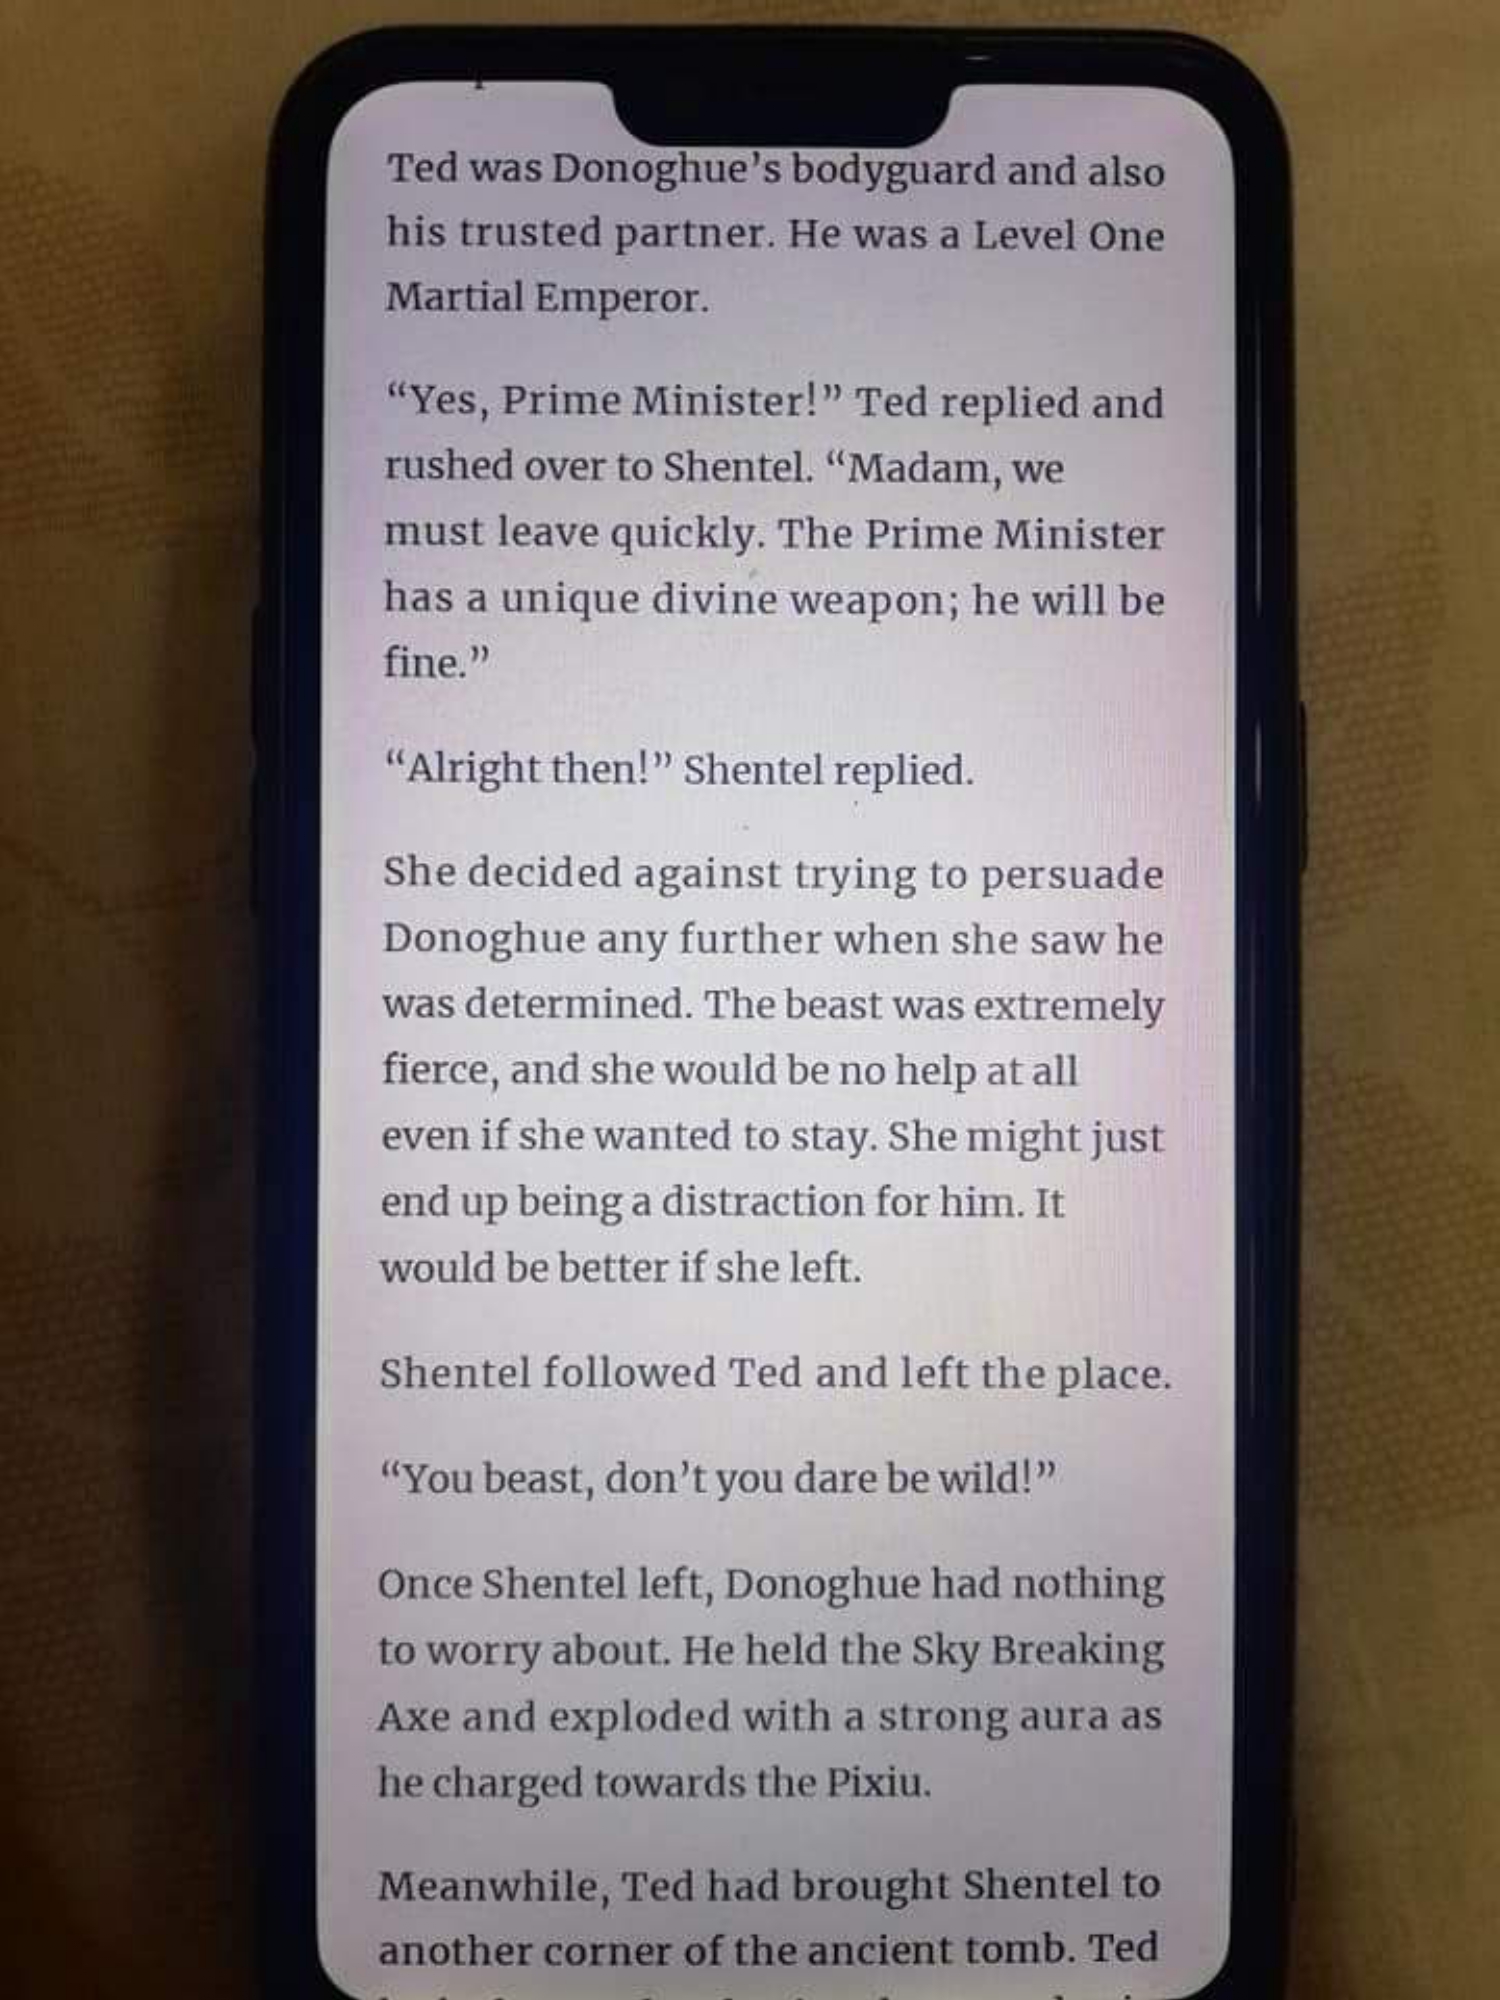 Ted was Donoghue’s bodyguard and also
his trusted partner. He was a Level One
Martial Emperor.
“Yes, Prime Minister!” Ted replied and
rushed over to Shentel. “Madam, we
must leave quickly. The Prime Minister
has a unique divine weapon; he will be
fine.”
“Alright then!” Shentel replied.
She decided against trying to persuade
Donoghue any further when she saw he
was determined. The beast was extremely
fierce, and she would be no help at all
even if she wanted to stay. She might just
end up being a distraction for him. It
would be better if she left.
Shentel followed Ted and left the place.
“You beast, don’t you dare be wild!”
Once Shentel left, Donoghue had nothing
to worry about. He held the Sky Breaking
Axe and exploded with a strong aura as
he charged towards the Pixiu.
Meanwhile, Ted had brought Shentel to
another corner of the ancient tomb. Ted